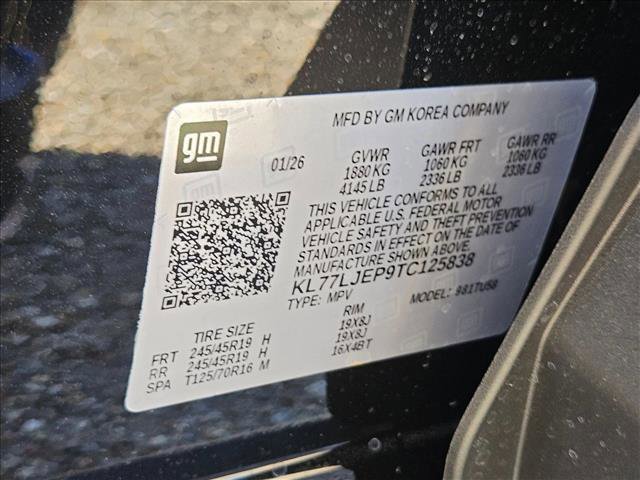 MFD BY GM KOREA COMPANY
gm
01/26
GVWR GAWR FRT GAWR RR
1880 KG 1060 KG 1060 KG
4145 LB 2336 LB 2336 LB
THIS VEHICLE CONFORMS TO ALL
APPLICABLE U.S. FEDERAL MOTOR
VEHICLE SAFETY AND THEFT PREVENTION
STANDARDS IN EFFECT ON THE DATE OF
MANUFACTURE SHOWN ABOVE.
KL77LJEP9TC125838
TYPE: MPV MODEL: 9B1TU58
TIRE SIZE RIM
FRT 245/45R19 H 19X8J
RR 245/45R19 H 19X8J
SPA T125/70R16 M 16X4BT